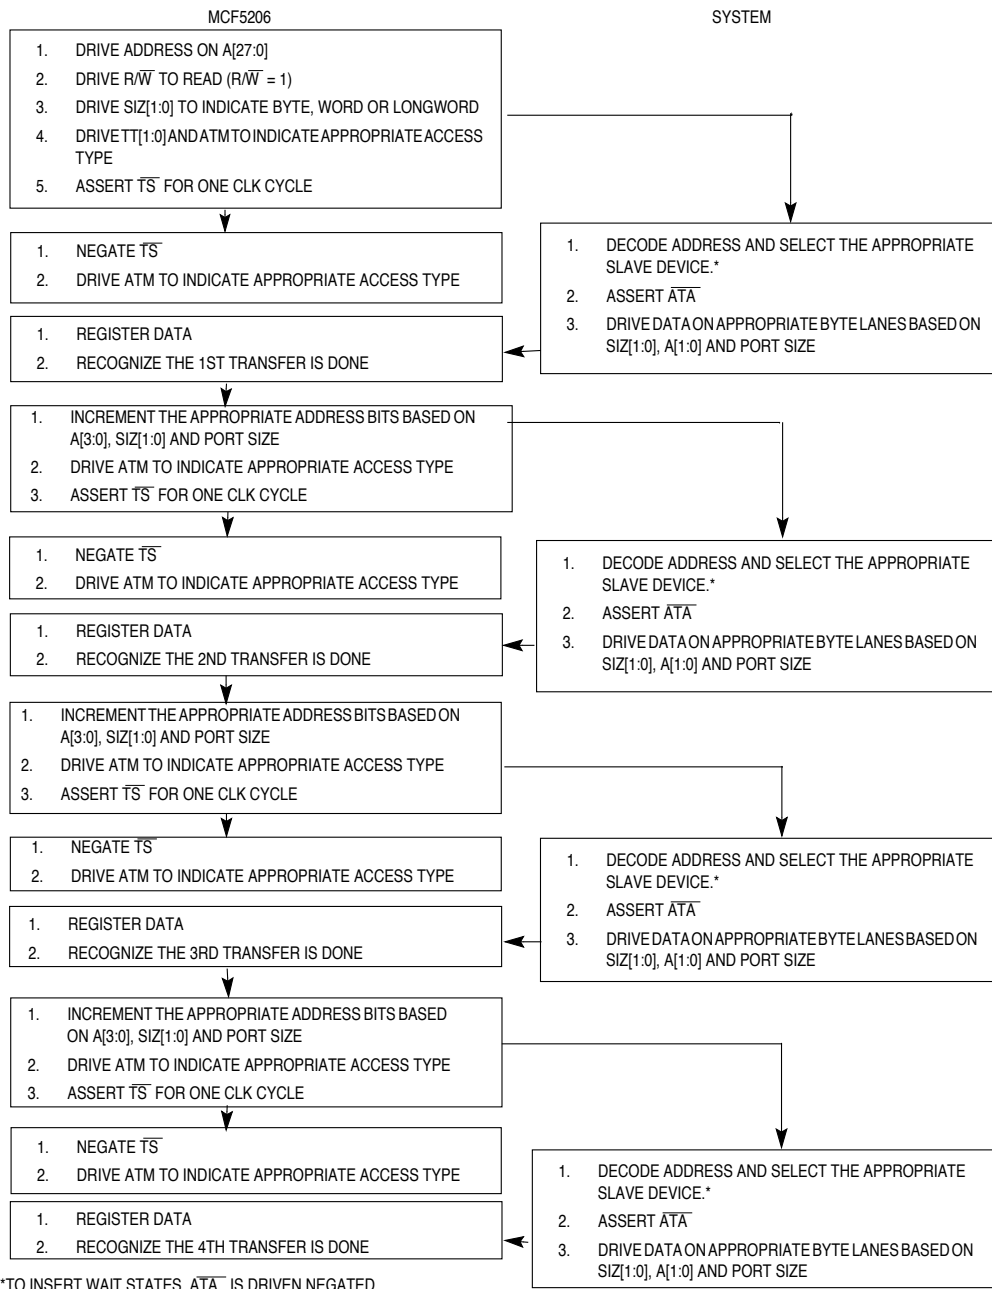 MCF5206
SYSTEM
1. DRIVE ADDRESS ON A[27:0]
2. DRIVE R/W̅ TO READ (R/W̅ = 1)
3. DRIVE SIZ[1:0] TO INDICATE BYTE, WORD OR LONGWORD
4. DRIVE TT[1:0] AND ATM TO INDICATE APPROPRIATE ACCESS
TYPE
5. ASSERT T̅S̅ FOR ONE CLK CYCLE
1. NEGATE T̅S̅
2. DRIVE ATM TO INDICATE APPROPRIATE ACCESS TYPE
1. DECODE ADDRESS AND SELECT THE APPROPRIATE
SLAVE DEVICE.*
2. ASSERT A̅T̅A̅
3. DRIVE DATA ON APPROPRIATE BYTE LANES BASED ON
SIZ[1:0], A[1:0] AND PORT SIZE
1. REGISTER DATA
2. RECOGNIZE THE 1ST TRANSFER IS DONE
1. INCREMENT THE APPROPRIATE ADDRESS BITS BASED ON
A[3:0], SIZ[1:0] AND PORT SIZE
2. DRIVE ATM TO INDICATE APPROPRIATE ACCESS TYPE
3. ASSERT T̅S̅ FOR ONE CLK CYCLE
1. NEGATE T̅S̅
2. DRIVE ATM TO INDICATE APPROPRIATE ACCESS TYPE
1. DECODE ADDRESS AND SELECT THE APPROPRIATE
SLAVE DEVICE.*
2. ASSERT A̅T̅A̅
3. DRIVE DATA ON APPROPRIATE BYTE LANES BASED ON
SIZ[1:0], A[1:0] AND PORT SIZE
1. REGISTER DATA
2. RECOGNIZE THE 2ND TRANSFER IS DONE
1. INCREMENT THE APPROPRIATE ADDRESS BITS BASED ON
A[3:0], SIZ[1:0] AND PORT SIZE
2. DRIVE ATM TO INDICATE APPROPRIATE ACCESS TYPE
3. ASSERT T̅S̅ FOR ONE CLK CYCLE
1. NEGATE T̅S̅
2. DRIVE ATM TO INDICATE APPROPRIATE ACCESS TYPE
1. DECODE ADDRESS AND SELECT THE APPROPRIATE
SLAVE DEVICE.*
2. ASSERT A̅T̅A̅
3. DRIVE DATA ON APPROPRIATE BYTE LANES BASED ON
SIZ[1:0], A[1:0] AND PORT SIZE
1. REGISTER DATA
2. RECOGNIZE THE 3RD TRANSFER IS DONE
1. INCREMENT THE APPROPRIATE ADDRESS BITS BASED
ON A[3:0], SIZ[1:0] AND PORT SIZE
2. DRIVE ATM TO INDICATE APPROPRIATE ACCESS TYPE
3. ASSERT T̅S̅ FOR ONE CLK CYCLE
1. NEGATE T̅S̅
2. DRIVE ATM TO INDICATE APPROPRIATE ACCESS TYPE
1. DECODE ADDRESS AND SELECT THE APPROPRIATE
SLAVE DEVICE.*
2. ASSERT A̅T̅A̅
3. DRIVE DATA ON APPROPRIATE BYTE LANES BASED ON
SIZ[1:0], A[1:0] AND PORT SIZE
1. REGISTER DATA
2. RECOGNIZE THE 4TH TRANSFER IS DONE
*TO INSERT WAIT STATES, A̅T̅A̅ IS DRIVEN NEGATED